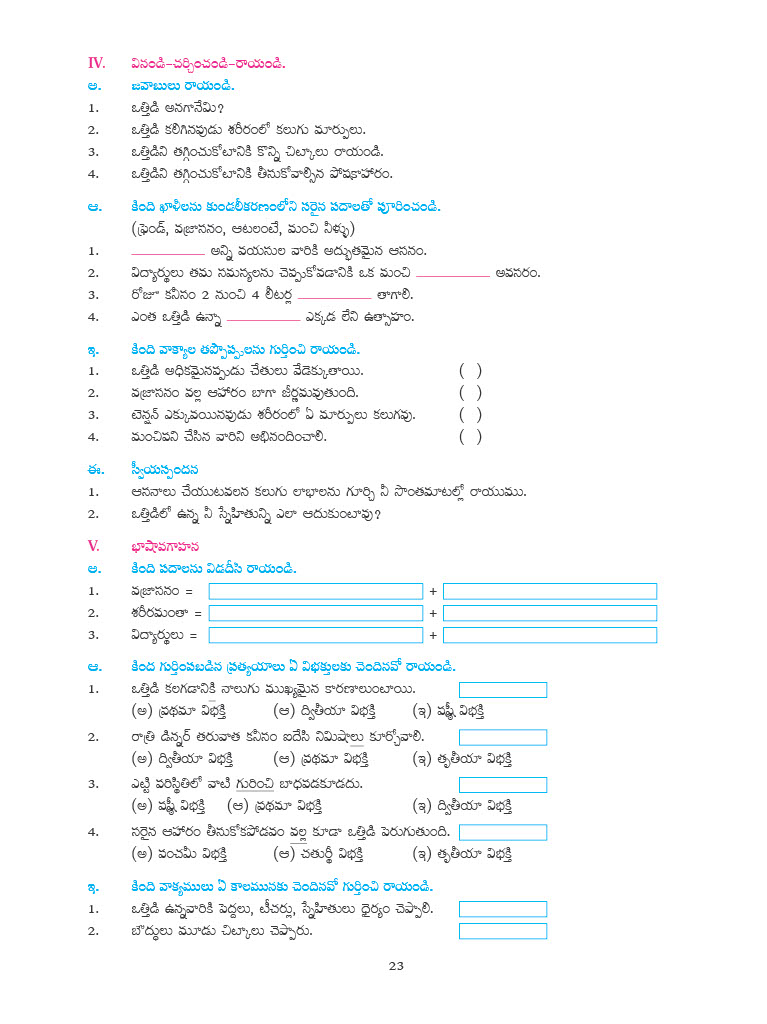 IV. వినండి-చర్చించండి-రాయండి.
అ. జవాబులు రాయండి.
1. ఒత్తిడి అనగానేమి?
2. ఒత్తిడి కలిగినవుడు శరీరంలో కలుగు మార్పులు.
3. ఒత్తిడిని తగ్గించుకోటానికి కొన్ని చిట్కాలు రాయండి.
4. ఒత్తిడిని తగ్గించుకోటానికి తీసుకోవాల్సిన పోషకాహారం.
ఆ. కింది ఖాళీలను కుండలీకరణంలోని సరైన పదాలతో పూరించండి.
(ఫ్రెండ్, వజ్రాసనం, ఆటలంటే, మంచి నీళ్ళు)
1. ______ అన్ని వయసుల వారికి అద్భుతమైన ఆసనం.
2. విద్యార్థులు తమ సమస్యలను చెప్పుకోవడానికి ఒక మంచి ______ అవసరం.
3. రోజూ కనీసం 2 నుంచి 4 లీటర్ల ______ తాగాలి.
4. ఎంత ఒత్తిడి ఉన్నా ______ ఎక్కడ లేని ఉత్సాహం.
ఇ. కింది వాక్యాల తప్పొప్పులను గుర్తించి రాయండి.
1. ఒత్తిడి అధికమైనప్పుడు చేతులు వేడెక్కుతాయి. ( )
2. వజ్రాసనం వల్ల ఆహారం బాగా జీర్ణమవుతుంది. ( )
3. టెన్షన్ ఎక్కువయినవుడు శరీరంలో ఏ మార్పులు కలుగవు. ( )
4. మంచిపని చేసిన వారిని అభినందించాలి. ( )
ఈ. స్వీయస్పందన
1. ఆసనాలు చేయుటవలన కలుగు లాభాలను గూర్చి నీ సొంతమాటల్లో రాయుము.
2. ఒత్తిడిలో ఉన్న నీ స్నేహితున్ని ఎలా ఆదుకుంటావు?
V. భాషావగాహన
అ. కింది పదాలను విడదీసి రాయండి.
1. వజ్రాసనం = +
2. శరీరమంతా = +
3. విద్యార్థులు = +
ఆ. కింద గుర్తింపబడిన ప్రత్యయాలు ఏ విభక్తులకు చెందినవో రాయండి.
1. ఒత్తిడి కలగడానికి నాలుగు ముఖ్యమైన కారణాలుంటాయి.
(అ) ప్రథమా విభక్తి (ఆ) ద్వితీయా విభక్తి (ఇ) షష్ఠీ విభక్తి
2. రాత్రి డిన్నర్ తరువాత కనీసం ఐదేసి నిమిషాలు కూర్చోవాలి.
(అ) ద్వితీయా విభక్తి (ఆ) ప్రథమా విభక్తి (ఇ) తృతీయా విభక్తి
3. ఎట్టి పరిస్థితిలో వాటి గురించి బాధపడకూడదు.
(అ) షష్ఠీ విభక్తి (ఆ) ప్రథమా విభక్తి (ఇ) ద్వితీయా విభక్తి
4. సరైన ఆహారం తీసుకోకపోడవం వల్ల కూడా ఒత్తిడి పెరుగుతుంది.
(అ) పంచమీ విభక్తి (ఆ) చతుర్థీ విభక్తి (ఇ) తృతీయా విభక్తి
ఇ. కింది వాక్యములు ఏ కాలమునకు చెందినవో గుర్తించి రాయండి.
1. ఒత్తిడి ఉన్నవారికి పెద్దలు, టీచర్లు, స్నేహితులు ధైర్యం చెప్పాలి.
2. బౌద్ధులు మూడు చిట్కాలు చెప్పారు.
23